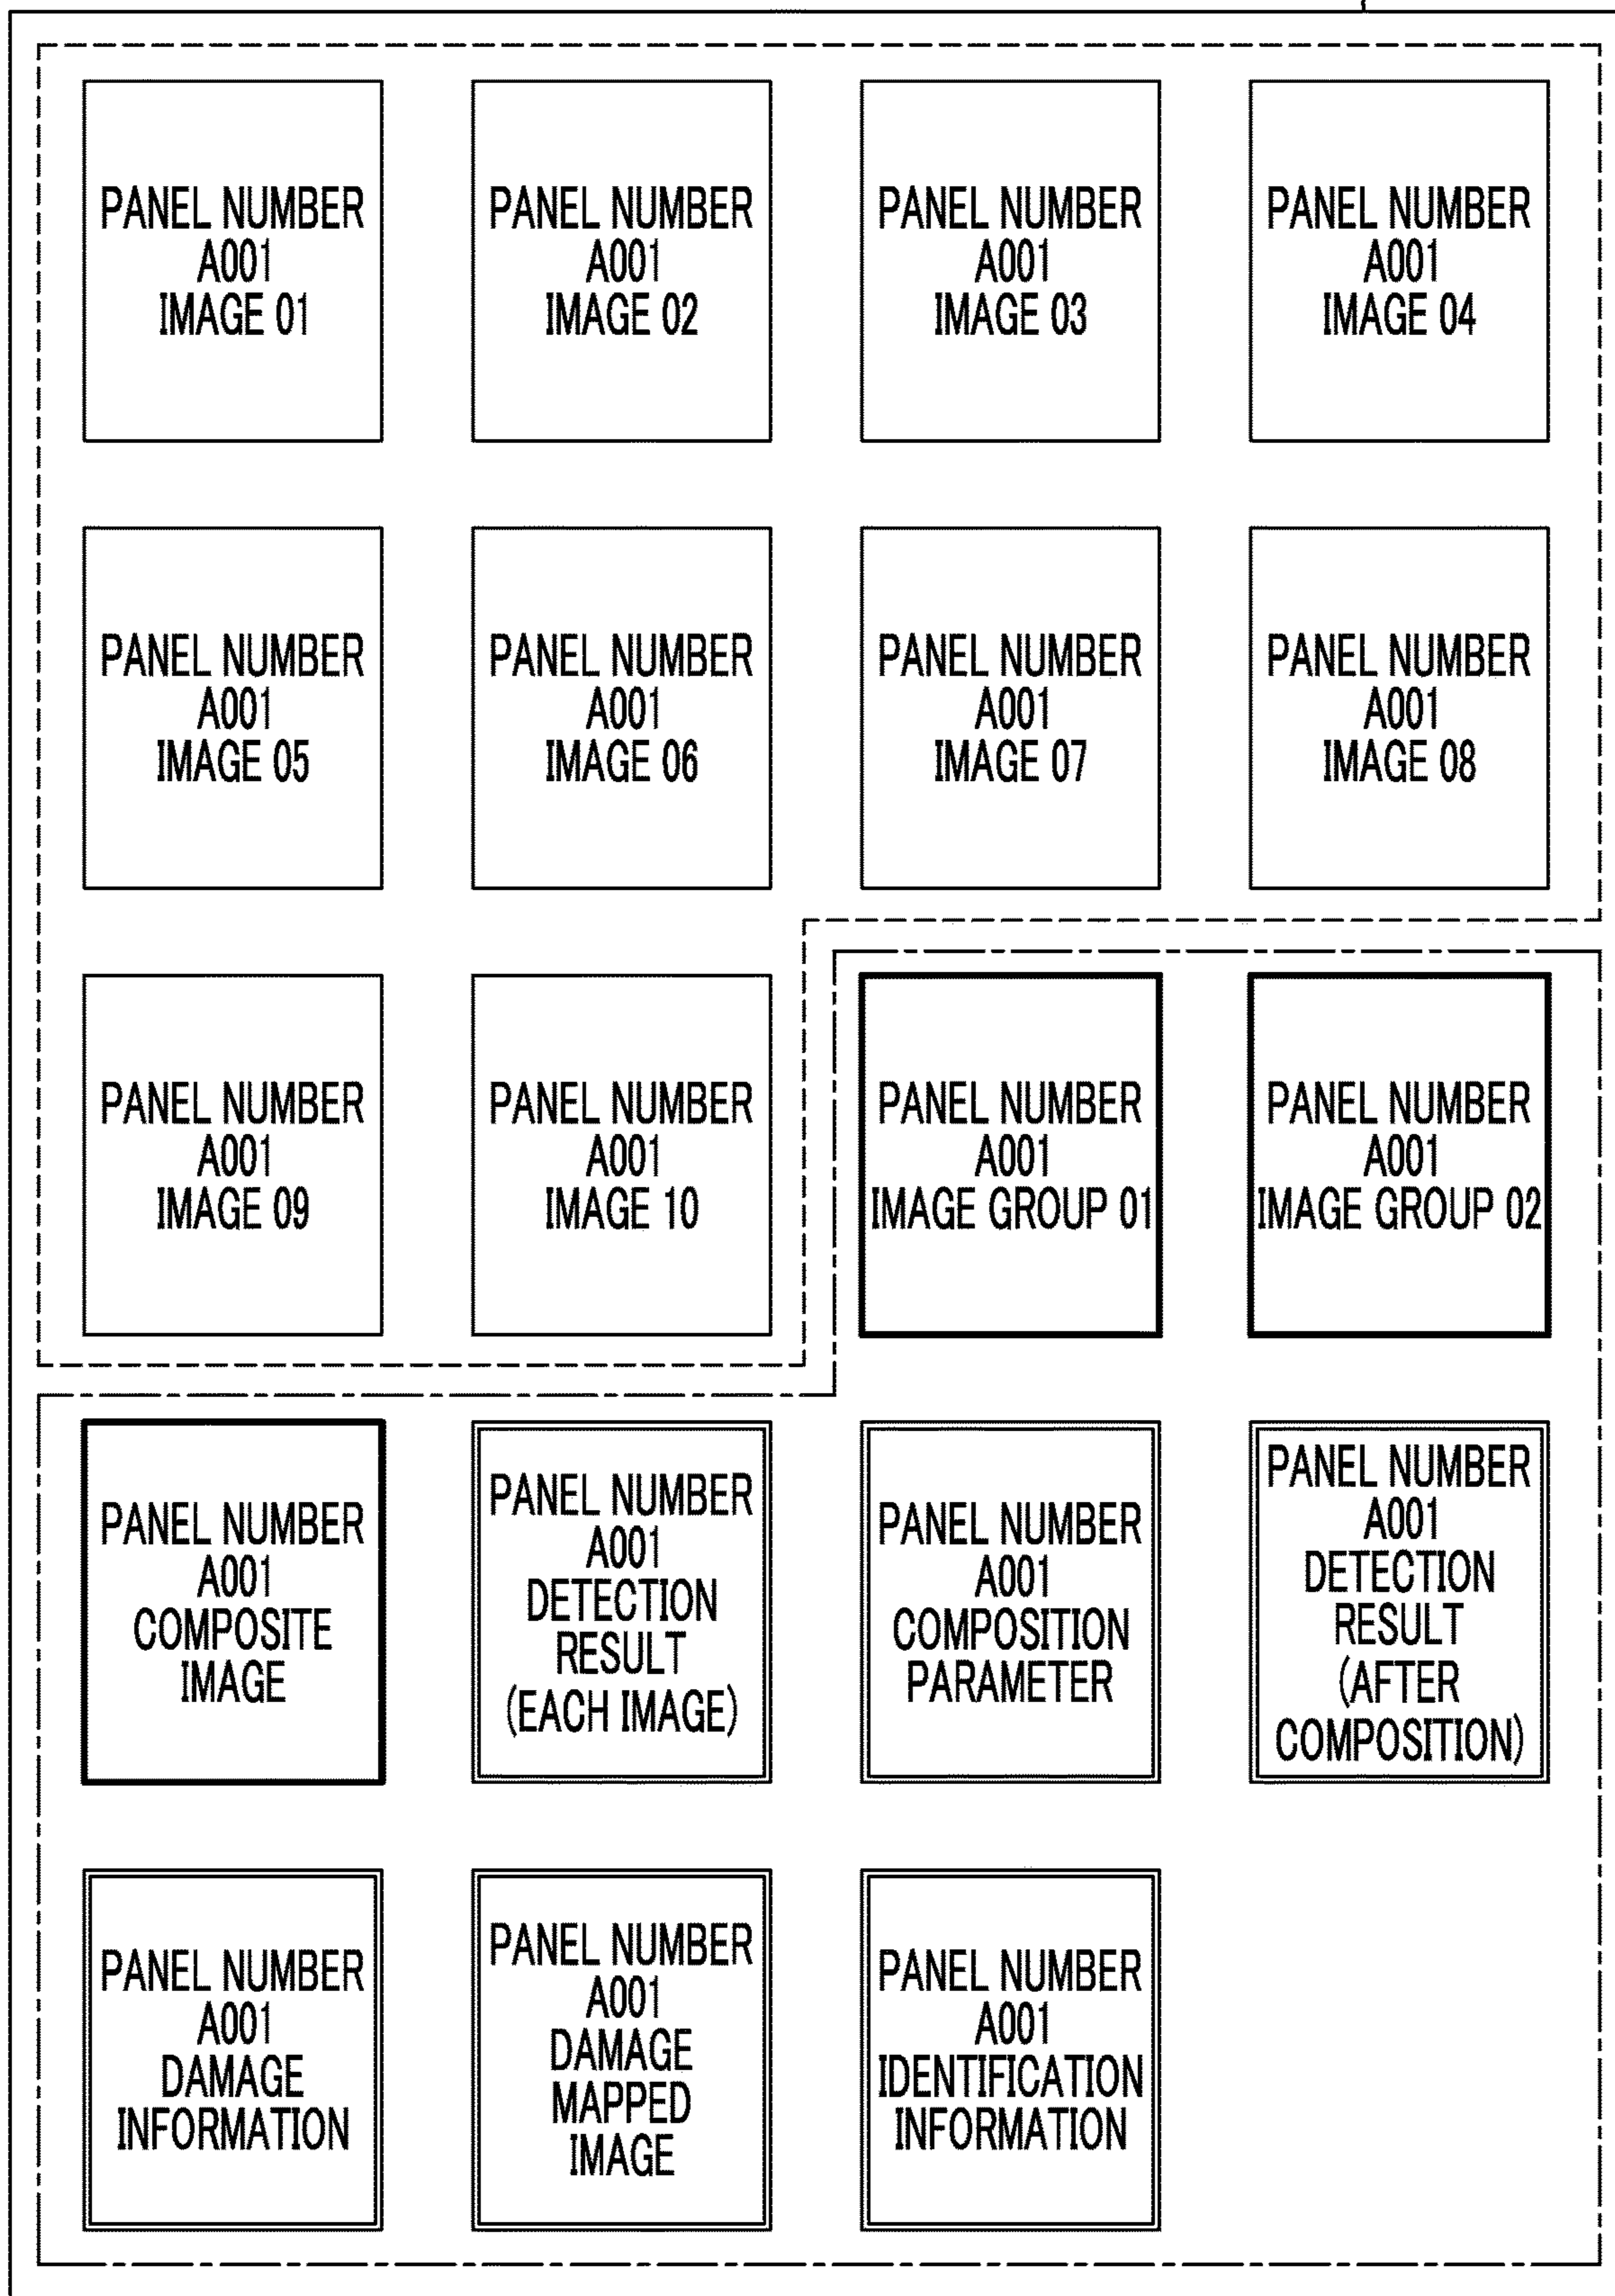 PANEL NUMBER
A001
IMAGE 01
PANEL NUMBER
A001
IMAGE 02
PANEL NUMBER
A001
IMAGE 03
PANEL NUMBER
A001
IMAGE 04
PANEL NUMBER
A001
IMAGE 05
PANEL NUMBER
A001
IMAGE 06
PANEL NUMBER
A001
IMAGE 07
PANEL NUMBER
A001
IMAGE 08
PANEL NUMBER
A001
IMAGE 09
PANEL NUMBER
A001
IMAGE 10
PANEL NUMBER
A001
IMAGE GROUP 01
PANEL NUMBER
A001
IMAGE GROUP 02
PANEL NUMBER
A001
COMPOSITE
IMAGE
PANEL NUMBER
A001
DETECTION
RESULT
(EACH IMAGE)
PANEL NUMBER
A001
COMPOSITION
PARAMETER
PANEL NUMBER
A001
DETECTION
RESULT
(AFTER
COMPOSITION)
PANEL NUMBER
A001
DAMAGE
INFORMATION
PANEL NUMBER
A001
DAMAGE
MAPPED
IMAGE
PANEL NUMBER
A001
IDENTIFICATION
INFORMATION